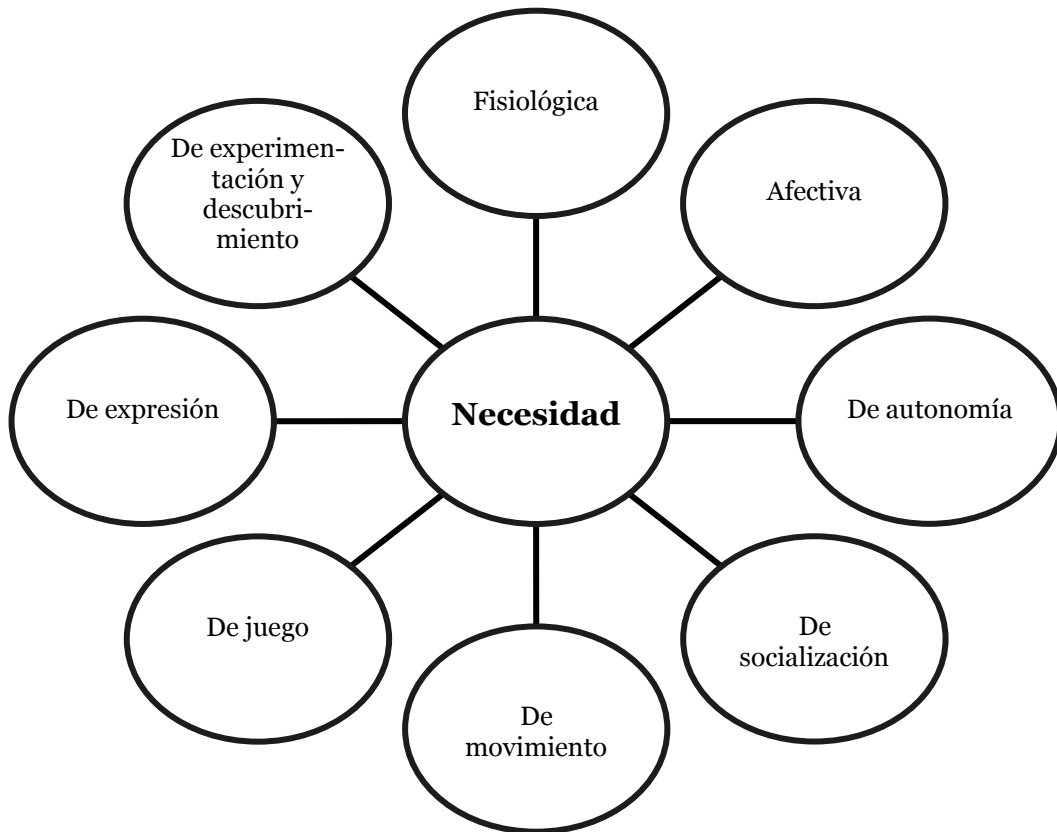 Fisiológica
Afectiva
De autonomía
De
socialización
De
movimiento
De juego
De expresión
De experimen-
tación y
descubri-
miento
Necesidad